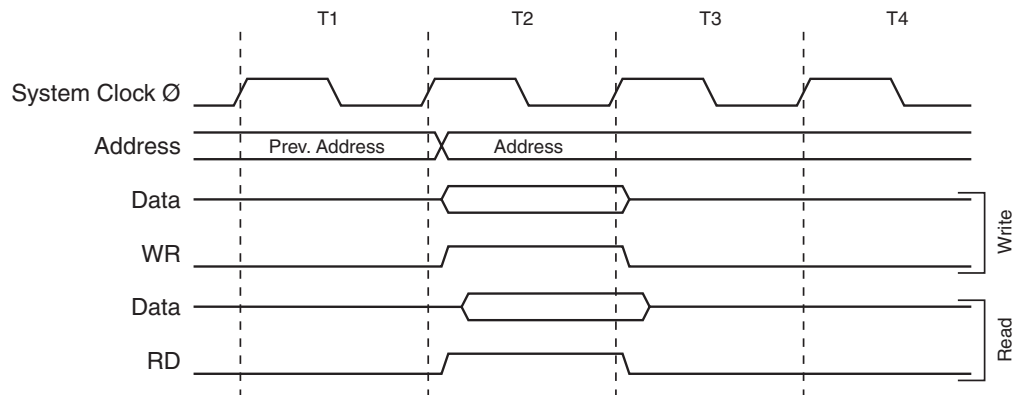 T1 T2 T3 T4
System Clock Ø
Address Prev. Address Address
Data
WR
Write
Data
RD
Read